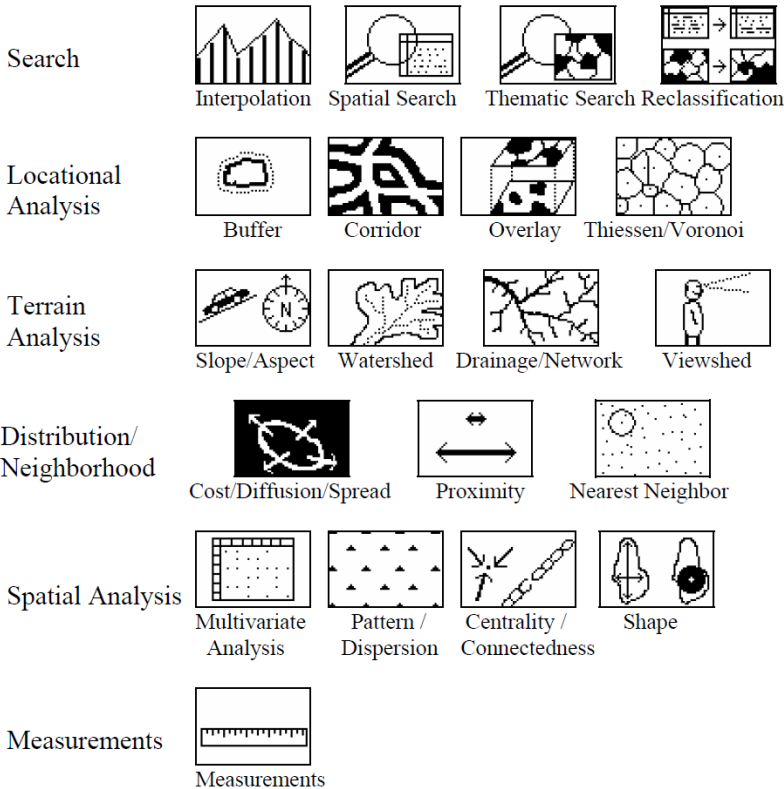 Search
Interpolation Spatial Search Thematic Search Reclassification
Locational
Analysis
Buffer Corridor Overlay Thiessen/Voronoi
Terrain
Analysis
N
Slope/Aspect Watershed Drainage/Network Viewshed
Distribution/
Neighborhood
Cost/Diffusion/Spread Proximity Nearest Neighbor
Spatial Analysis
Multivariate Pattern / Centrality / Shape
Analysis Dispersion Connectedness
Measurements
Measurements